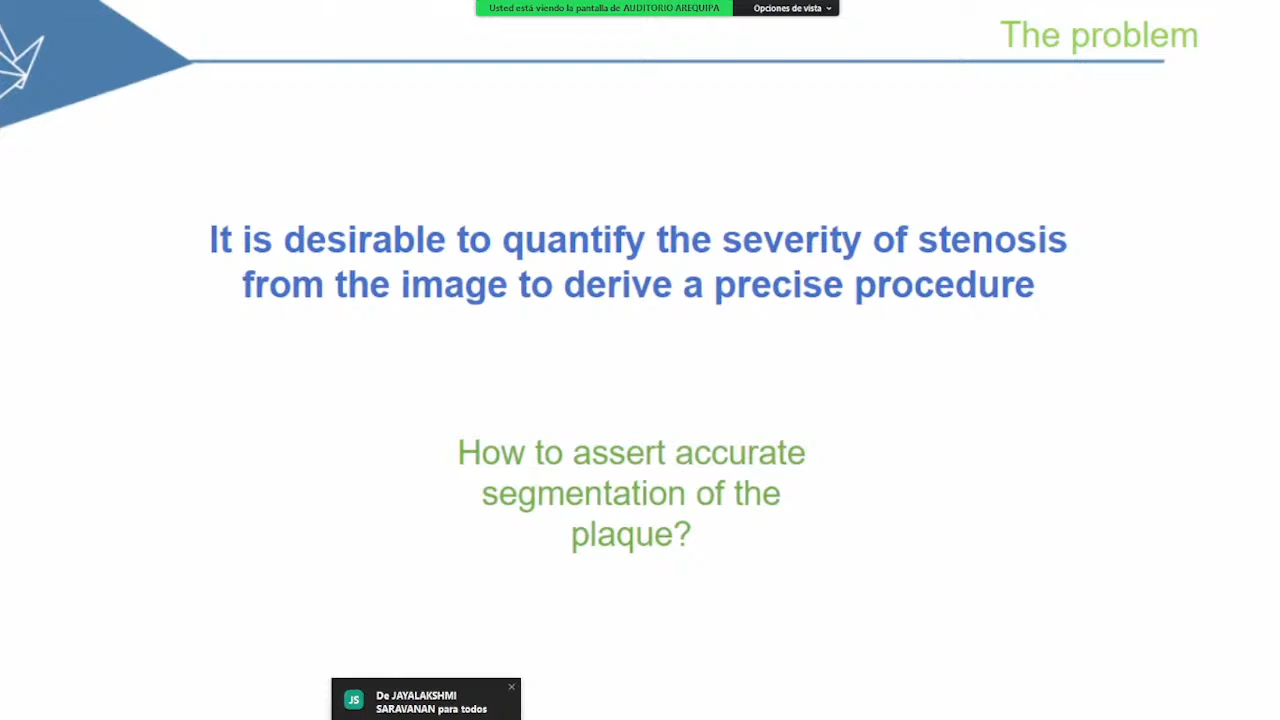 Usted está viendo la pantalla de AUDITORIO AREQUIPA
Opciones de vista
The problem
It is desirable to quantify the severity of stenosis
from the image to derive a precise procedure
How to assert accurate
segmentation of the
plaque?
JS
De JAYALAKSHMI
SARAVANAN para todos